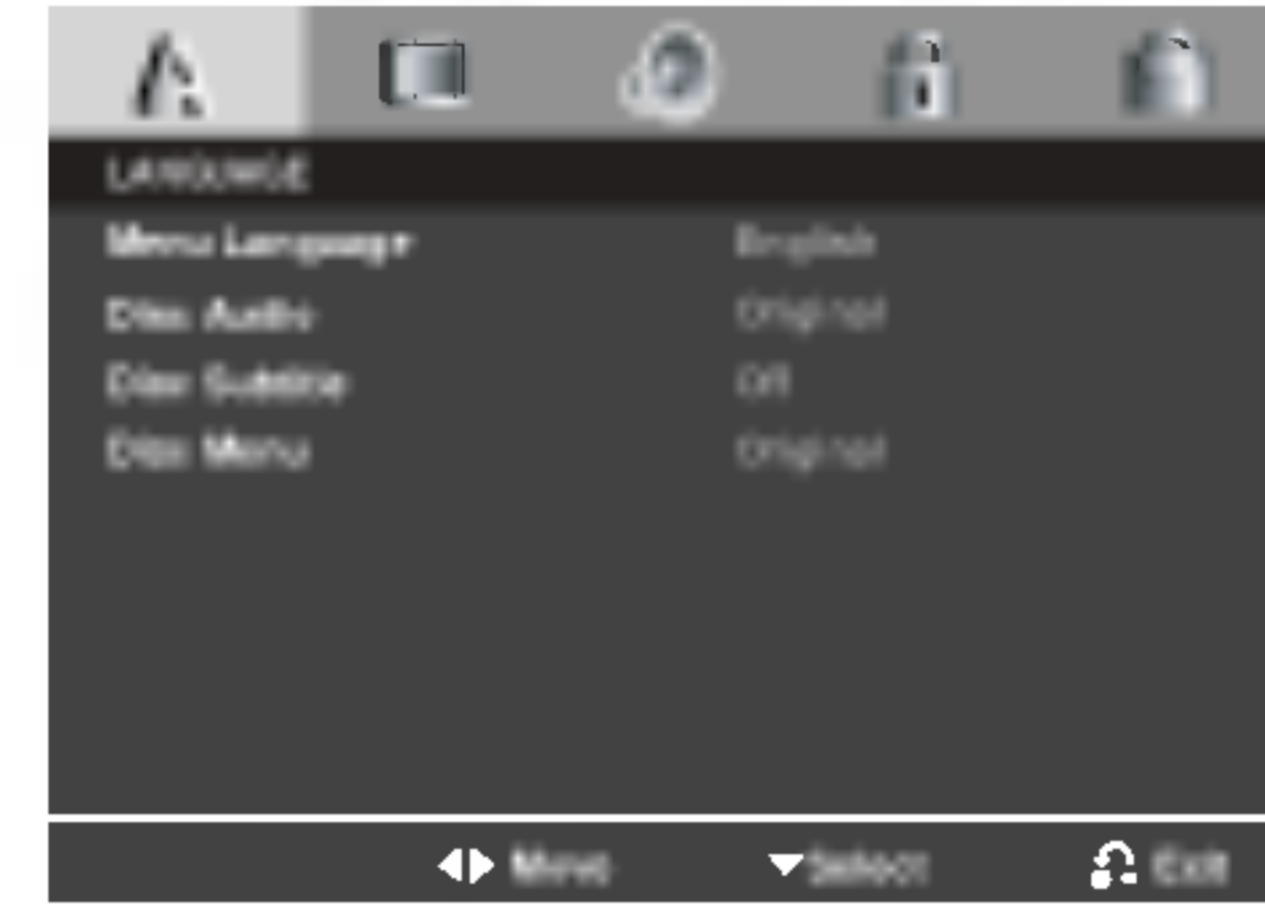 LANGUAGE
Menu Language English
Disc Audio Original
Disc Subtitle Off
Disc Menu Original
Move Select Exit